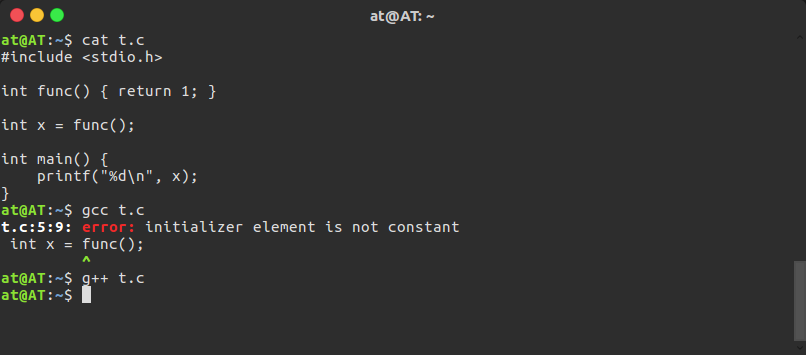 at@AT: ~
at@AT:~$ cat t.c
#include <stdio.h>

int func() { return 1; }

int x = func();

int main() {
    printf("%d\n", x);
}
at@AT:~$ gcc t.c
t.c:5:9: error: initializer element is not constant
 int x = func();
         ^
at@AT:~$ g++ t.c
at@AT:~$